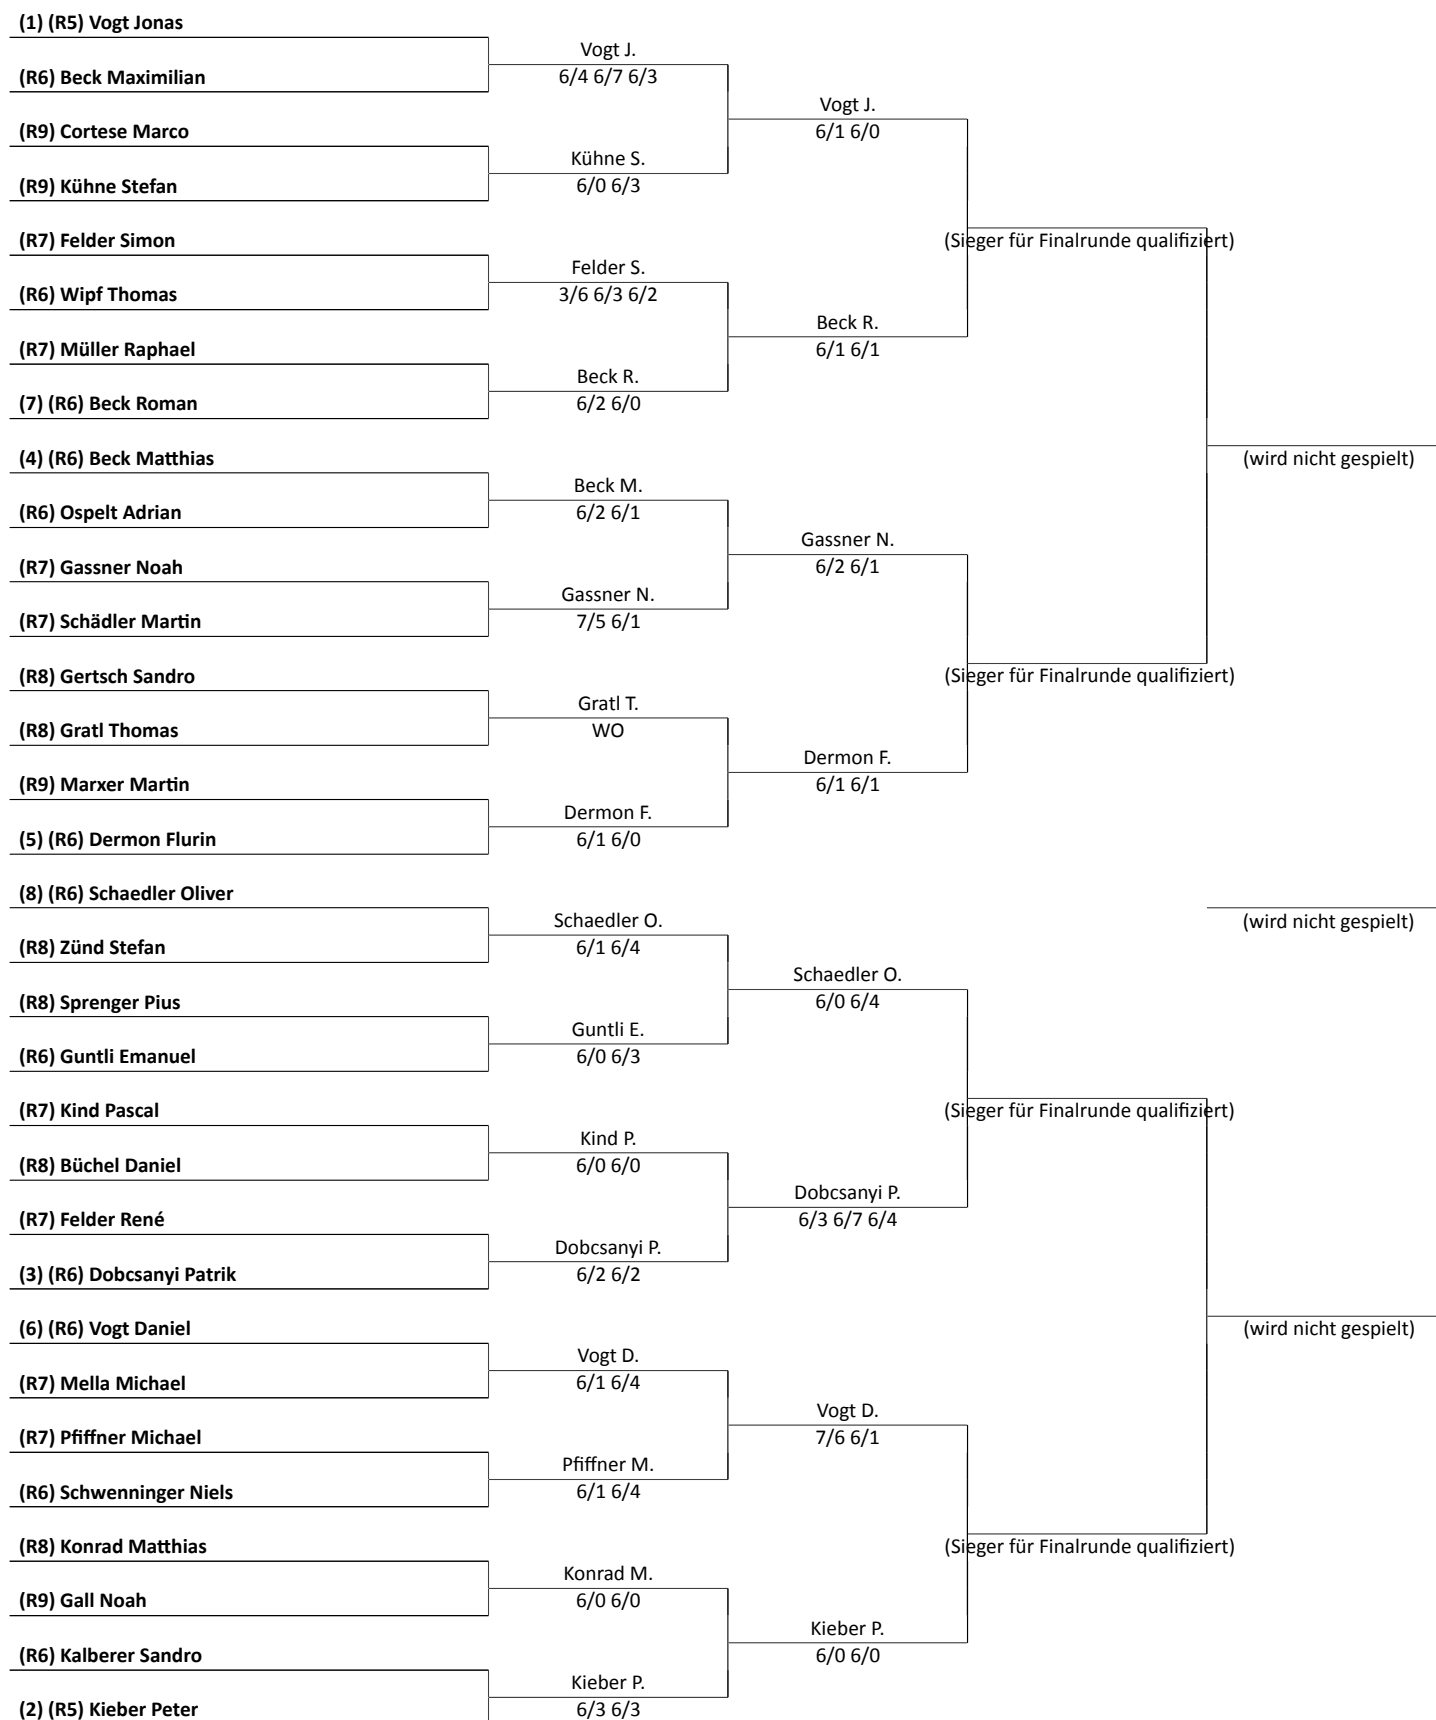 (1) (R5) Vogt Jonas
Vogt J.
(R6) Beck Maximilian
6/4 6/7 6/3
Vogt J.
(R9) Cortese Marco
6/1 6/0
Kühne S.
(R9) Kühne Stefan
6/0 6/3
(R7) Felder Simon
(Sieger für Finalrunde qualifiziert)
Felder S.
(R6) Wipf Thomas
3/6 6/3 6/2
Beck R.
(R7) Müller Raphael
6/1 6/1
Beck R.
(7) (R6) Beck Roman
6/2 6/0
(4) (R6) Beck Matthias
(wird nicht gespielt)
Beck M.
(R6) Ospelt Adrian
6/2 6/1
Gassner N.
(R7) Gassner Noah
6/2 6/1
Gassner N.
(R7) Schädler Martin
7/5 6/1
(R8) Gertsch Sandro
(Sieger für Finalrunde qualifiziert)
Gratl T.
(R8) Gratl Thomas
WO
Dermon F.
(R9) Marxer Martin
6/1 6/1
Dermon F.
(5) (R6) Dermon Flurin
6/1 6/0
(8) (R6) Schaedler Oliver
Schaedler O.
(wird nicht gespielt)
(R8) Zünd Stefan
6/1 6/4
Schaedler O.
(R8) Sprenger Pius
6/0 6/4
Guntli E.
(R6) Guntli Emanuel
6/0 6/3
(R7) Kind Pascal
(Sieger für Finalrunde qualifiziert)
Kind P.
(R8) Büchel Daniel
6/0 6/0
Dobcsanyi P.
(R7) Felder René
6/3 6/7 6/4
Dobcsanyi P.
(3) (R6) Dobcsanyi Patrik
6/2 6/2
(6) (R6) Vogt Daniel
(wird nicht gespielt)
Vogt D.
(R7) Mella Michael
6/1 6/4
Vogt D.
(R7) Pfiffner Michael
7/6 6/1
Pfiffner M.
(R6) Schwenninger Niels
6/1 6/4
(R8) Konrad Matthias
(Sieger für Finalrunde qualifiziert)
Konrad M.
(R9) Gall Noah
6/0 6/0
Kieber P.
(R6) Kalberer Sandro
6/0 6/0
Kieber P.
(2) (R5) Kieber Peter
6/3 6/3